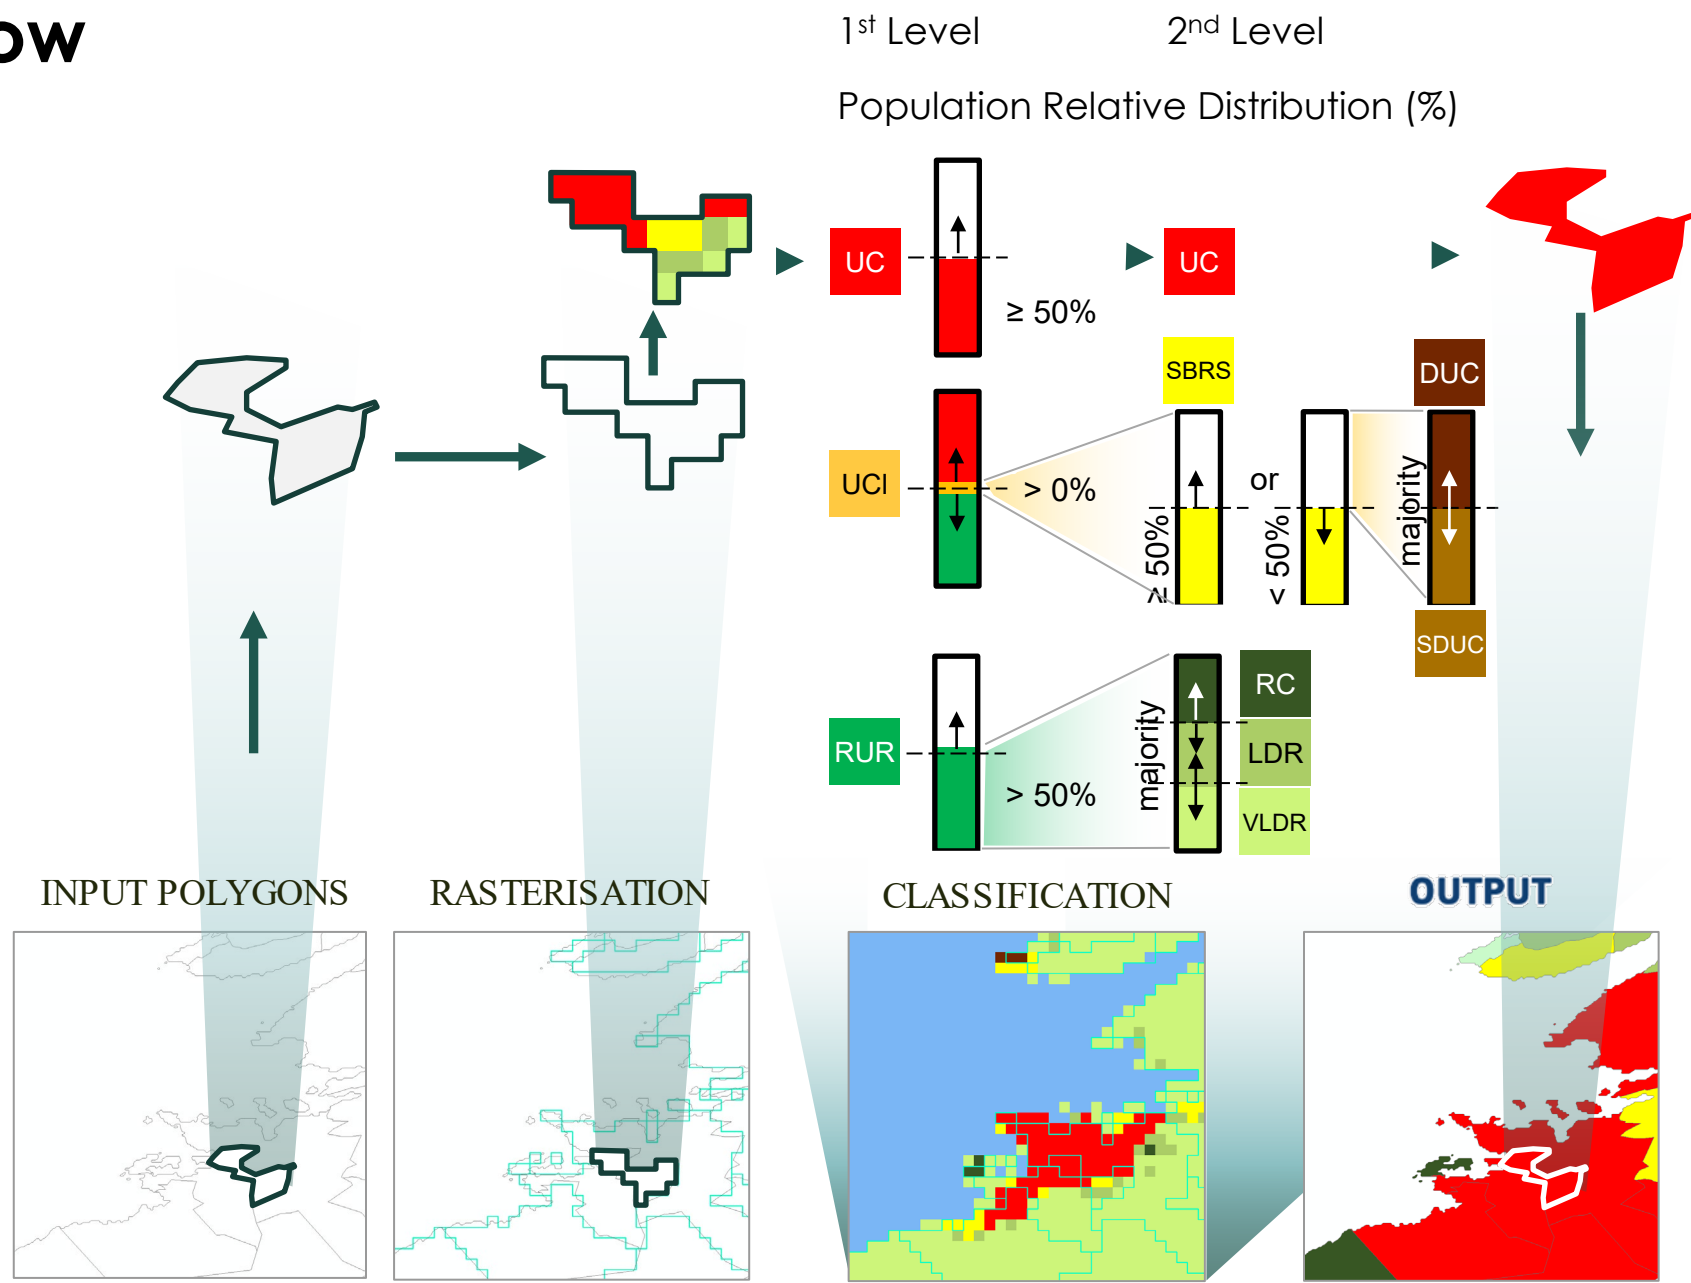 ow
1st Level
2nd Level
Population Relative Distribution (%)
UC
≥ 50%
UC
SBRS
DUC
UCI
> 0%
≥ 50%
or
< 50%
majority
SDUC
RUR
> 50%
majority
RC
LDR
VLDR
INPUT POLYGONS
RASTERISATION
CLASSIFICATION
OUTPUT